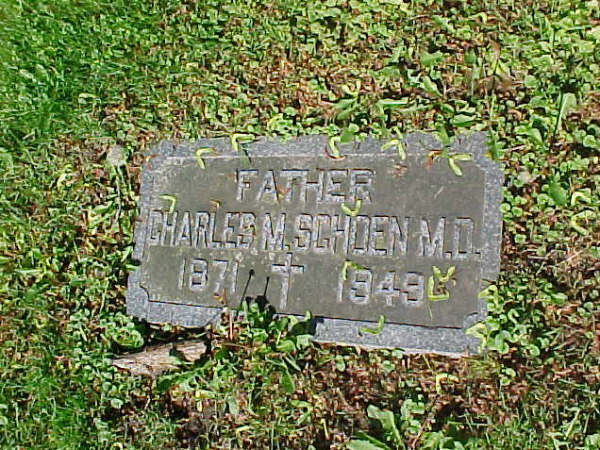 FATHER
CHARLES M. SCHOEN M.D.
1871 1949